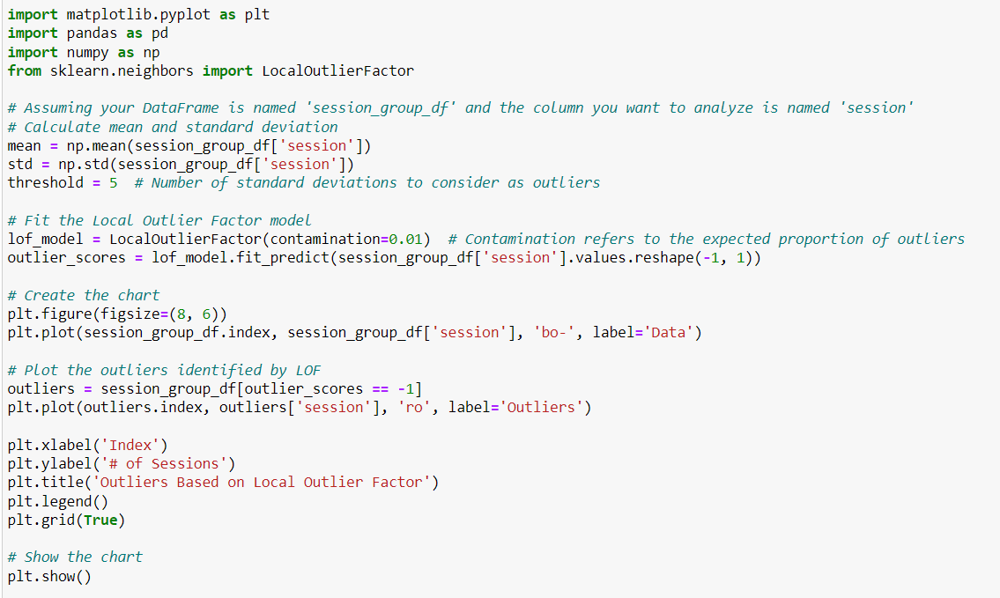 import matplotlib.pyplot as plt
import pandas as pd
import numpy as np
from sklearn.neighbors import LocalOutlierFactor
# Assuming your DataFrame is named 'session_group_df' and the column you want to analyze is named 'session'
# Calculate mean and standard deviation
mean = np.mean(session_group_df['session'])
std = np.std(session_group_df['session'])
threshold = 5  # Number of standard deviations to consider as outliers
# Fit the Local Outlier Factor model
lof_model = LocalOutlierFactor(contamination=0.01)  # Contamination refers to the expected proportion of outliers
outlier_scores = lof_model.fit_predict(session_group_df['session'].values.reshape(-1, 1))
# Create the chart
plt.figure(figsize=(8, 6))
plt.plot(session_group_df.index, session_group_df['session'], 'bo-', label='Data')
# Plot the outliers identified by LOF
outliers = session_group_df[outlier_scores == -1]
plt.plot(outliers.index, outliers['session'], 'ro', label='Outliers')
plt.xlabel('Index')
plt.ylabel('# of Sessions')
plt.title('Outliers Based on Local Outlier Factor')
plt.legend()
plt.grid(True)
# Show the chart
plt.show()